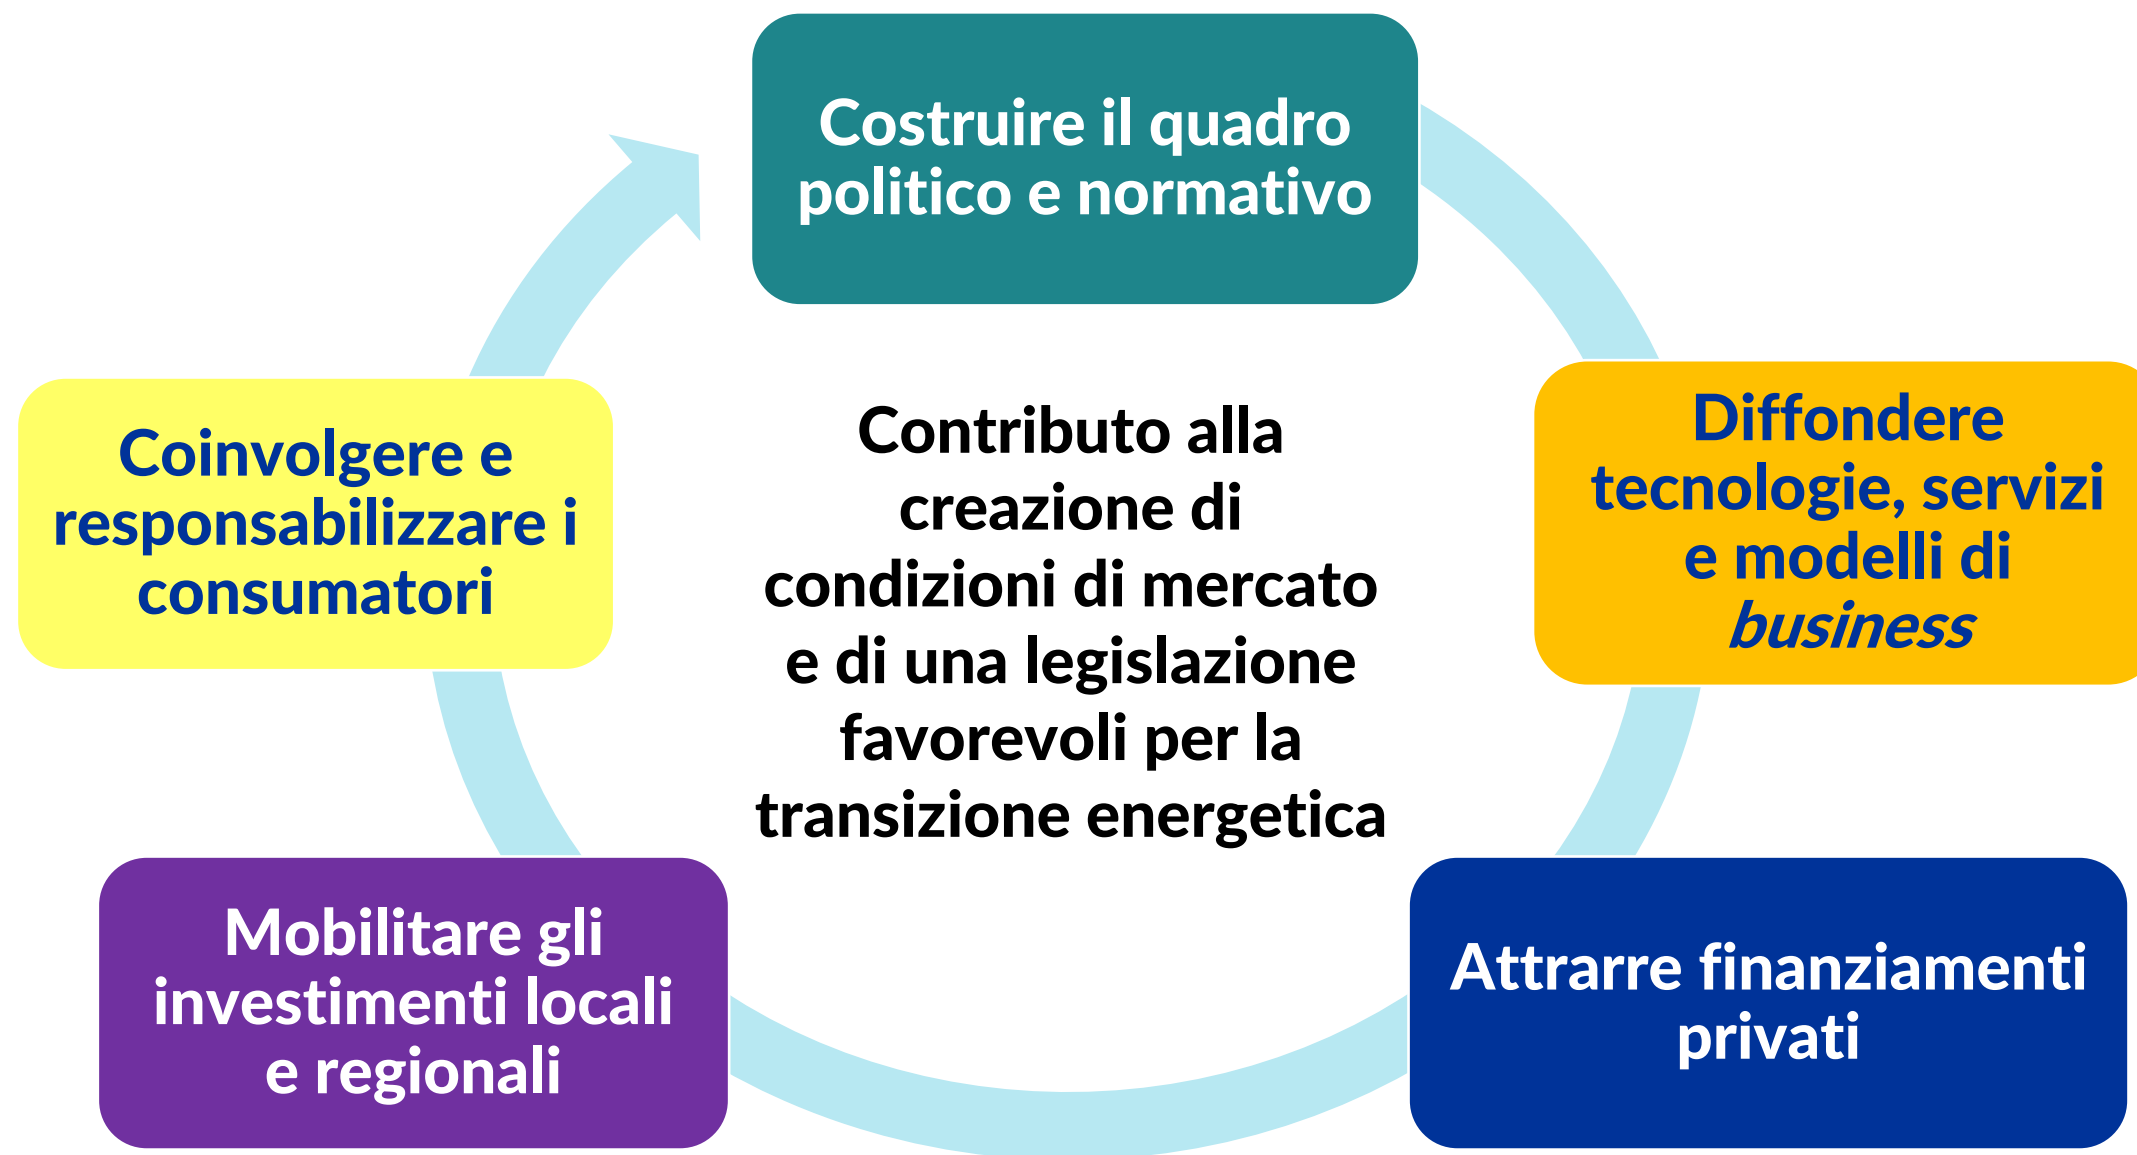 Costruire il quadro
politico e normativo
Diffondere
tecnologie, servizi
e modelli di
business
Attrarre finanziamenti
privati
Mobilitare gli
investimenti locali
e regionali
Coinvolgere e
responsabilizzare i
consumatori
Contributo alla
creazione di
condizioni di mercato
e di una legislazione
favorevoli per la
transizione energetica